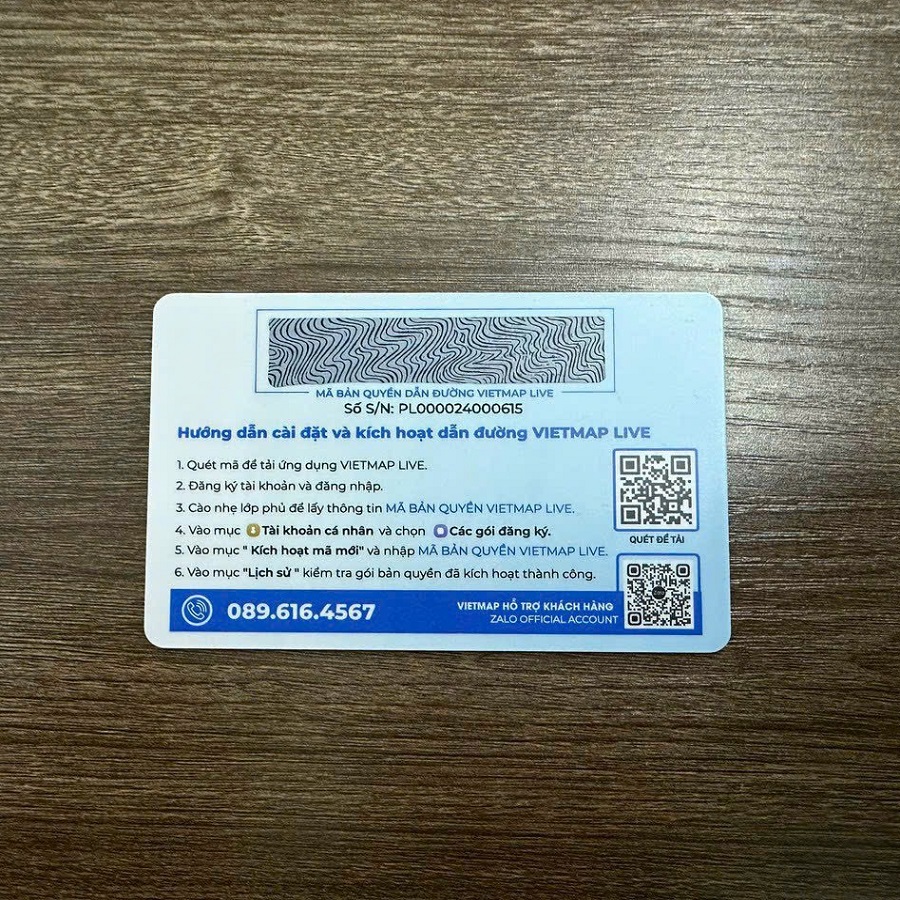 MÃ BẢN QUYỀN DẪN ĐƯỜNG VIETMAP LIVE
Số S/N: PL000024000615
Hướng dẫn cài đặt và kích hoạt dẫn đường VIETMAP LIVE
1. Quét mã để tải ứng dụng VIETMAP LIVE.
2. Đăng ký tài khoản và đăng nhập.
3. Cào nhẹ lớp phủ để lấy thông tin MÃ BẢN QUYỀN VIETMAP LIVE.
4. Vào mục Tài khoản cá nhân và chọn Các gói đăng ký.
5. Vào mục " Kích hoạt mã mới" và nhập MÃ BẢN QUYỀN VIETMAP LIVE.
6. Vào mục "Lịch sử " kiểm tra gói bản quyền đã kích hoạt thành công.
QUÉT ĐỂ TẢI
089.616.4567
VIETMAP HỖ TRỢ KHÁCH HÀNG
ZALO OFFICIAL ACCOUNT